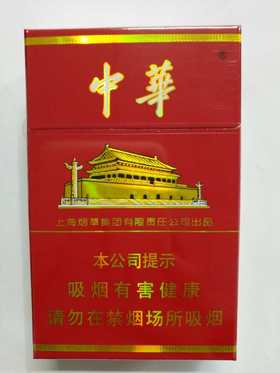 中華
上海烟草集团有限责任公司出品
本公司提示
吸烟有害健康
请勿在禁烟场所吸烟